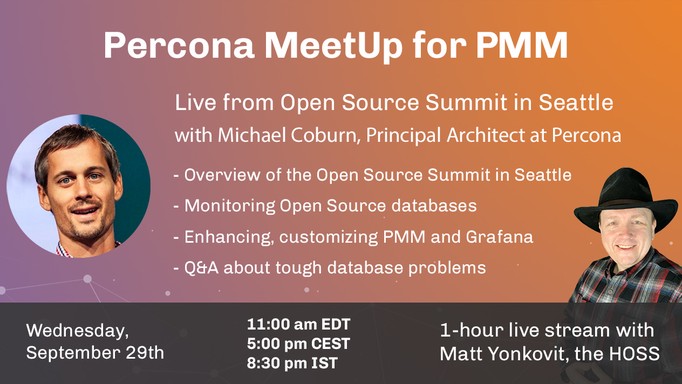 Percona MeetUp for PMM
Live from Open Source Summit in Seattle
with Michael Coburn, Principal Architect at Percona
- Overview of the Open Source Summit in Seattle
- Monitoring Open Source databases
- Enhancing, customizing PMM and Grafana
- Q&A about tough database problems
Wednesday,
September 29th
11:00 am EDT
5:00 pm CEST
8:30 pm IST
1-hour live stream with
Matt Yonkovit, the HOSS